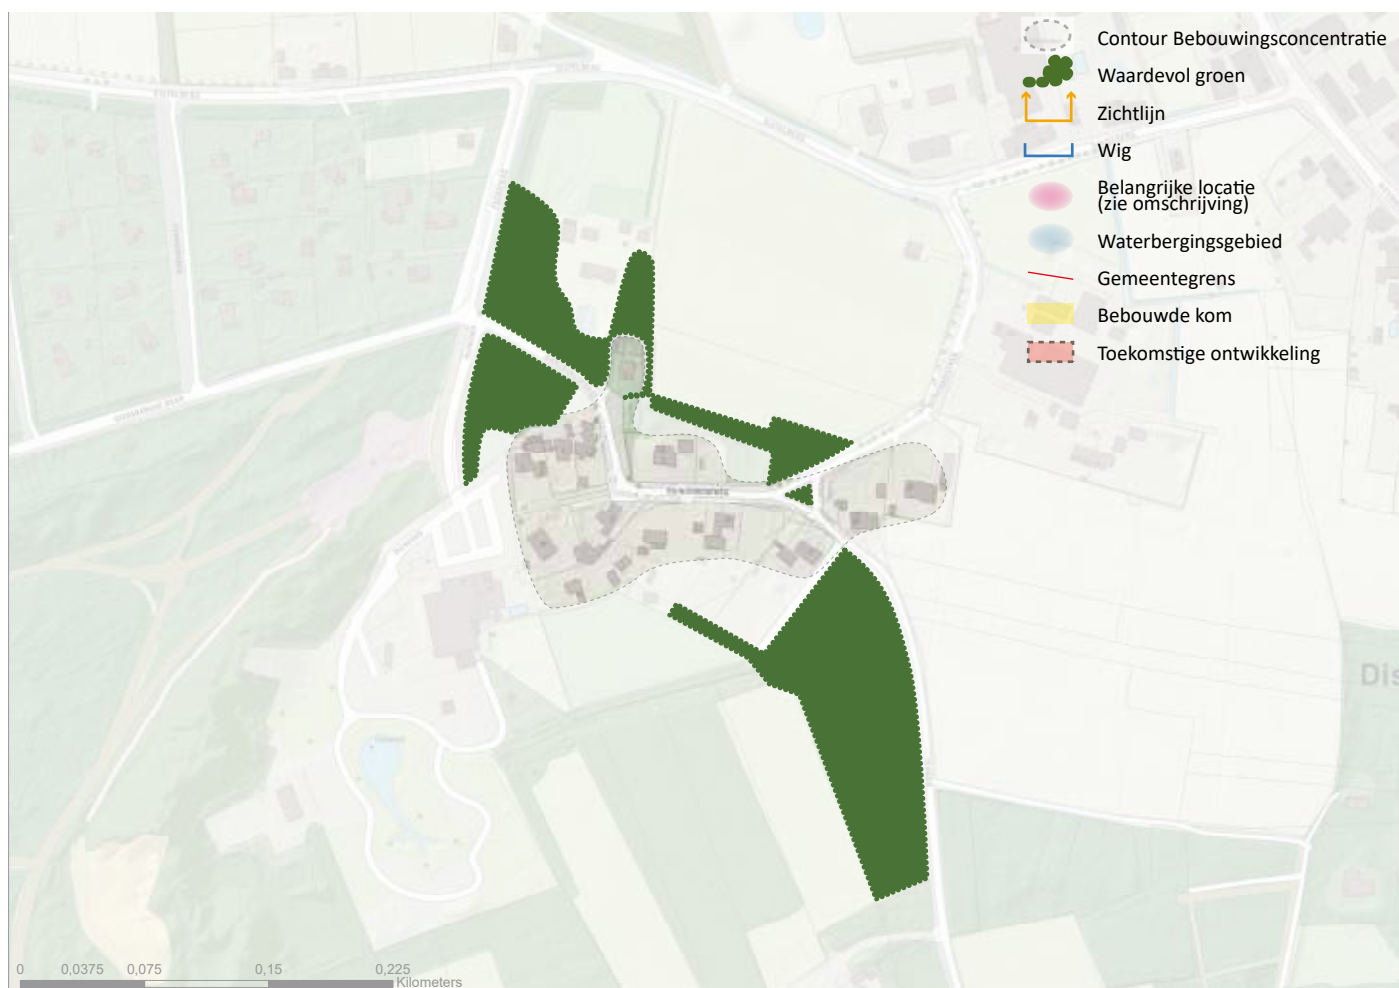 Contour Bebouwingsconcentratie
Waardevol groen
Zichtlijn
Wig
Belangrijke locatie
(zie omschrijving)
Waterbergingsgebied
Gemeentegrens
Bebouwde kom
Toekomstige ontwikkeling
Dis
0 0,0375 0,075 0,15 0,225
Kilometers